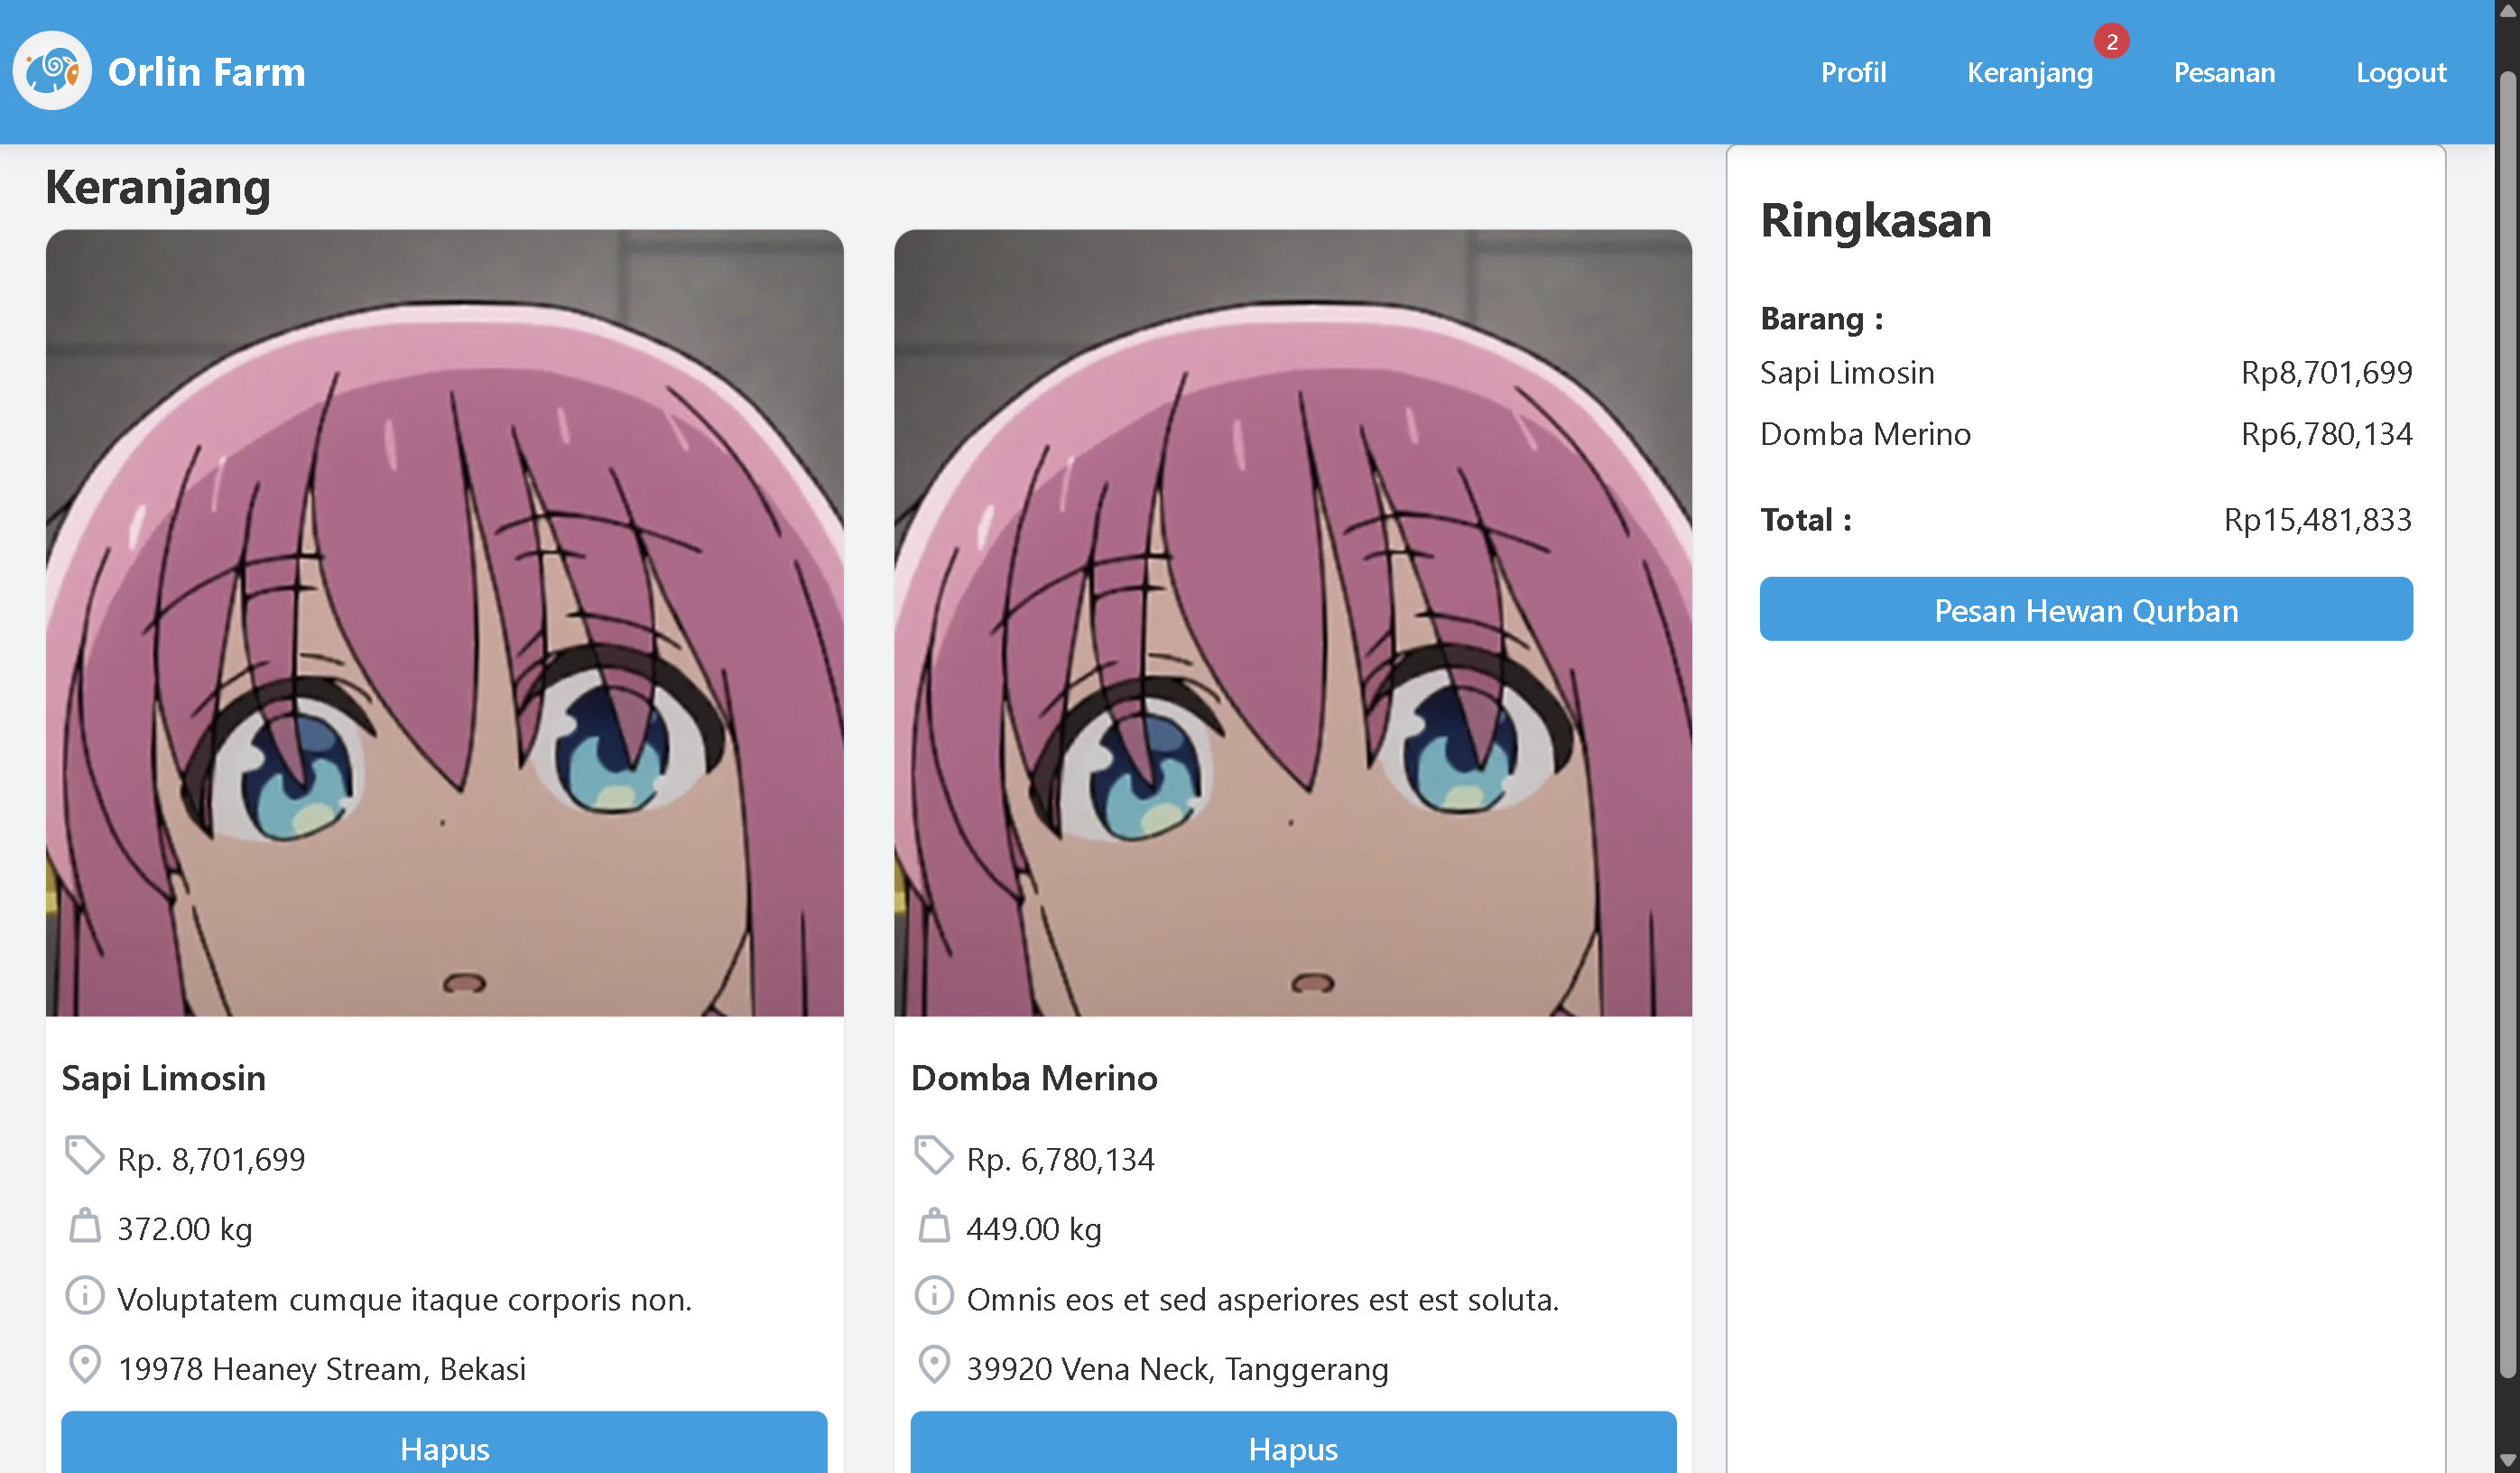 Orlin Farm
Profil
Keranjang
2
Pesanan
Logout
Keranjang
Sapi Limosin
Rp. 8,701,699
372.00 kg
Voluptatem cumque itaque corporis non.
19978 Heaney Stream, Bekasi
Hapus
Domba Merino
Rp. 6,780,134
449.00 kg
Omnis eos et sed asperiores est est soluta.
39920 Vena Neck, Tanggerang
Hapus
Ringkasan
Barang :
Sapi Limosin Rp8,701,699
Domba Merino Rp6,780,134
Total : Rp15,481,833
Pesan Hewan Qurban